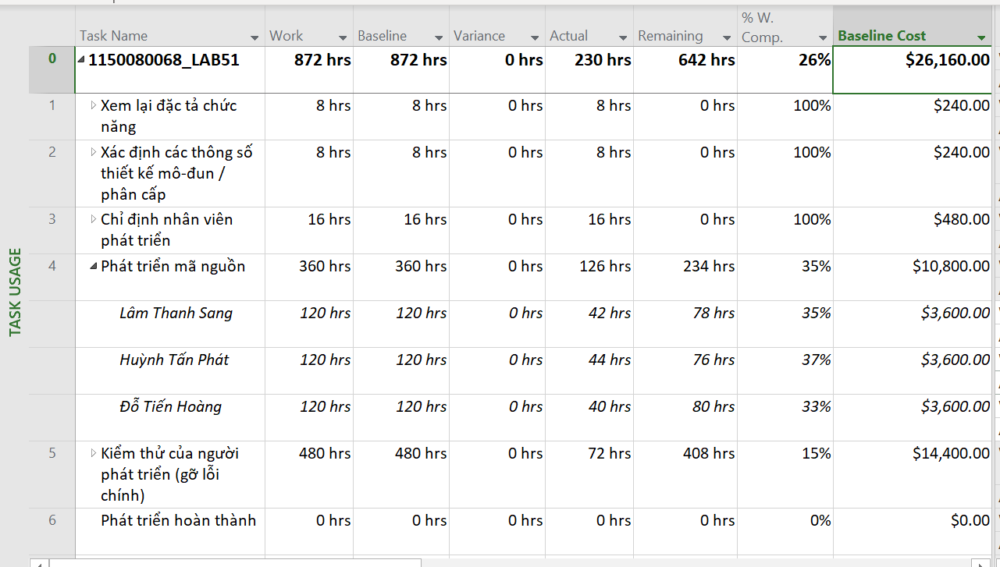 Task Name Work Baseline Variance Actual Remaining % W. Comp. Baseline Cost
0 1150080068_LAB51 872 hrs 872 hrs 0 hrs 230 hrs 642 hrs 26% $26,160.00
1 Xem lại đặc tả chức 8 hrs 8 hrs 0 hrs 8 hrs 0 hrs 100% $240.00
năng
2 Xác định các thông số 8 hrs 8 hrs 0 hrs 8 hrs 0 hrs 100% $240.00
thiết kế mô-đun /
phân cấp
3 Chỉ định nhân viên 16 hrs 16 hrs 0 hrs 16 hrs 0 hrs 100% $480.00
phát triển
4 Phát triển mã nguồn 360 hrs 360 hrs 0 hrs 126 hrs 234 hrs 35% $10,800.00
Lâm Thanh Sang 120 hrs 120 hrs 0 hrs 42 hrs 78 hrs 35% $3,600.00
Huỳnh Tấn Phát 120 hrs 120 hrs 0 hrs 44 hrs 76 hrs 37% $3,600.00
Đỗ Tiến Hoàng 120 hrs 120 hrs 0 hrs 40 hrs 80 hrs 33% $3,600.00
5 Kiểm thử của người 480 hrs 480 hrs 0 hrs 72 hrs 408 hrs 15% $14,400.00
phát triển (gỡ lỗi
chính)
6 Phát triển hoàn thành 0 hrs 0 hrs 0 hrs 0 hrs 0 hrs 0% $0.00
TASK USAGE